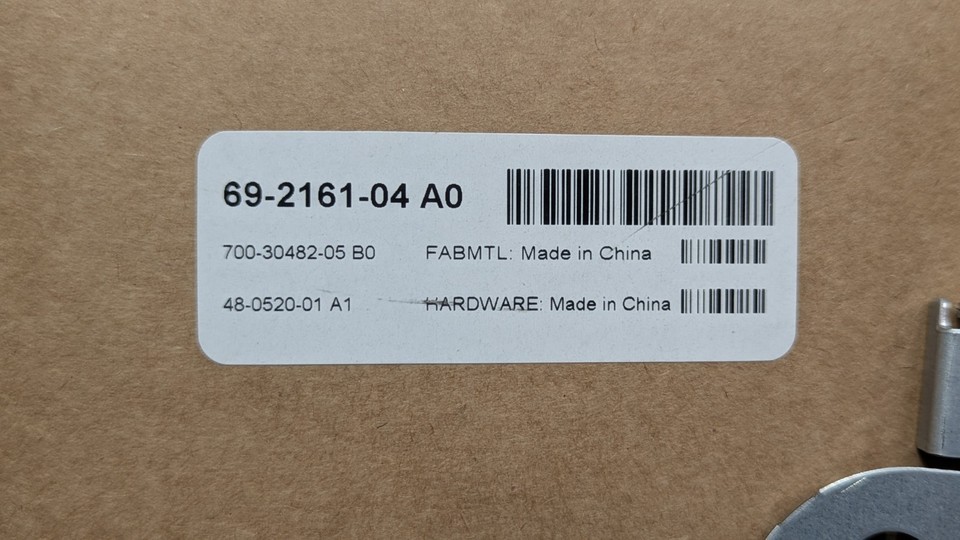 69-2161-04 A0
700-30482-05 B0 FABMTL: Made in China
48-0520-01 A1 HARDWARE: Made in China